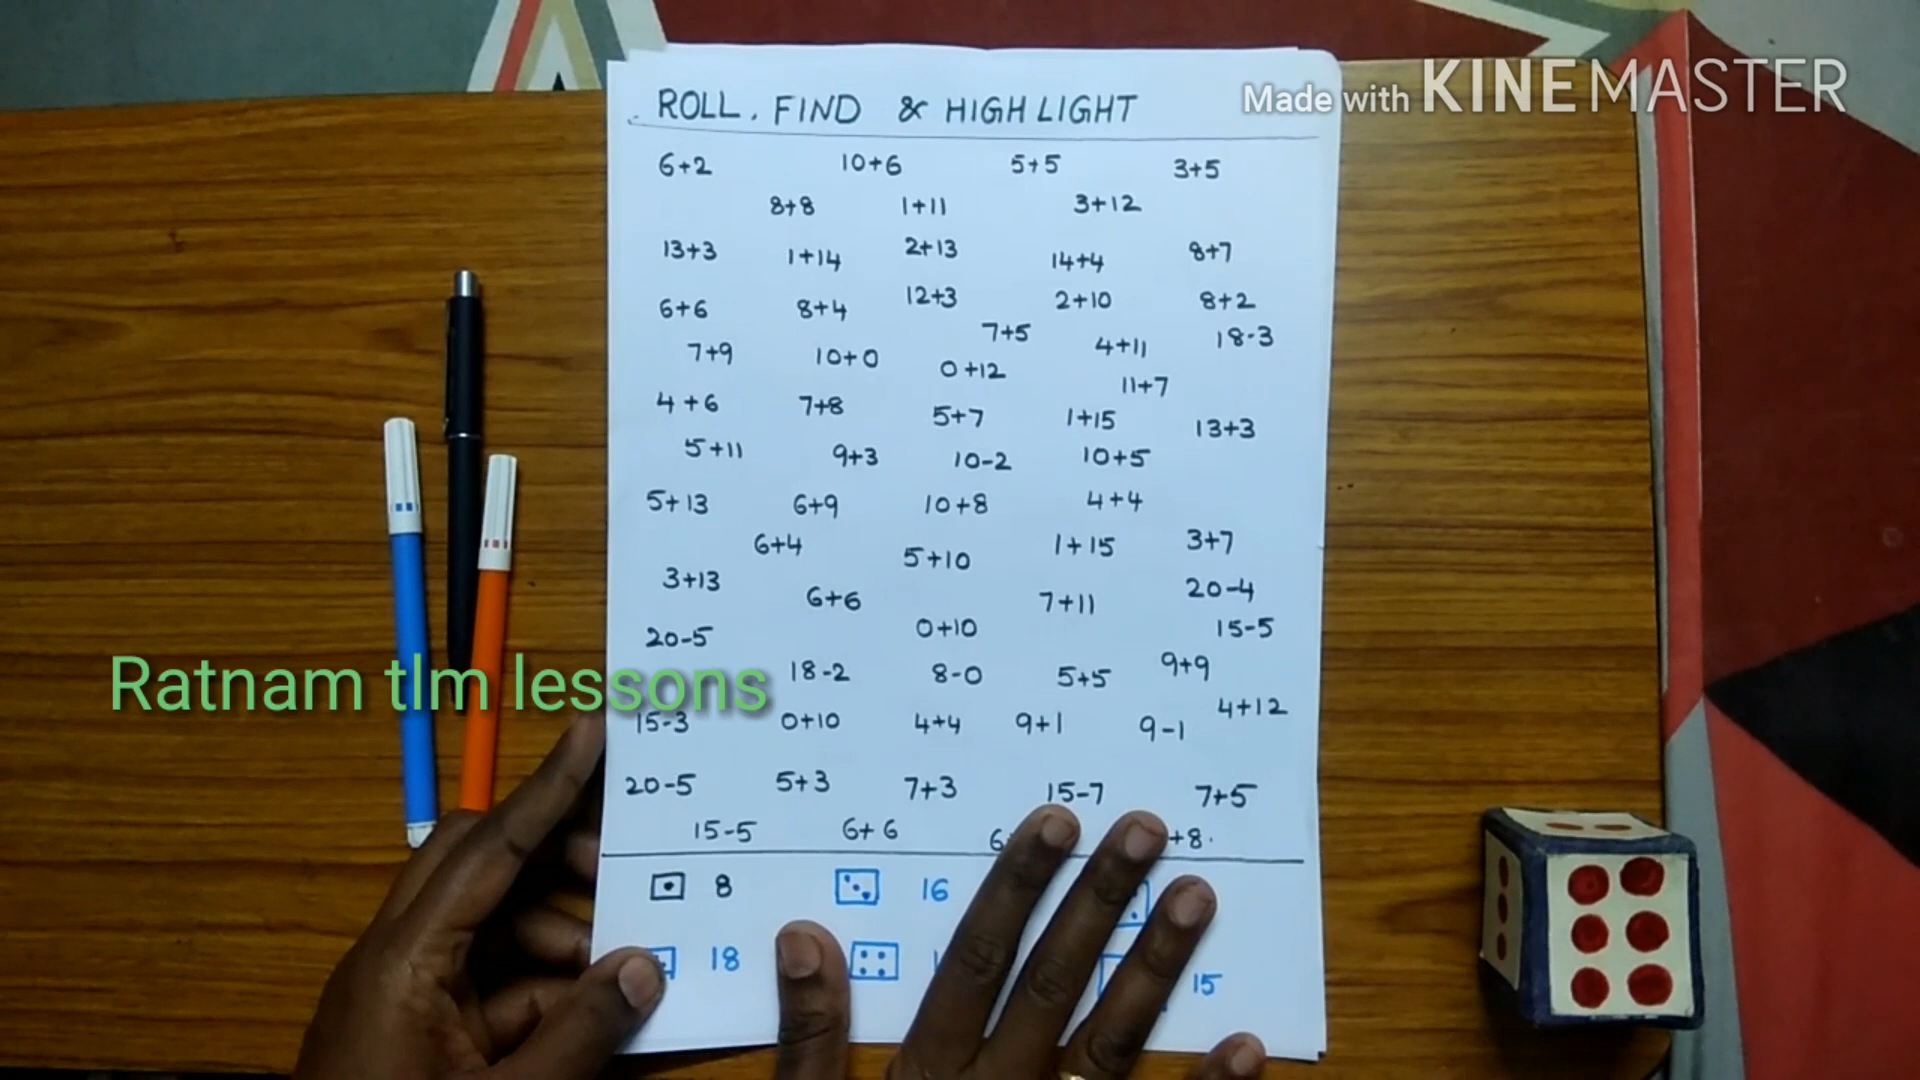 Made with KINEMASTER
ROLL, FIND & HIGHLIGHT
6+2 10+6 5+5 3+5
8+8 1+11 3+12
13+3 1+14 2+13 14+4 8+7
6+6 8+4 12+3 2+10 8+2
7+9 10+0 0+12 7+5 4+11 18-3
11+7
4+6 7+8 5+7 1+15 13+3
5+11 9+3 10-2 10+5
5+13 6+9 10+8 4+4
6+4 5+10 1+15 3+7
3+13 6+6 7+11 20-4
20-5 0+10 15-5
Ratnam tlm lessons
18-2 8-0 5+5 9+9
15-3 0+10 4+4 9+1 9-1 4+12
20-5 5+3 7+3 15-7 7+5
15-5 6+6 +8
8 16
18 15